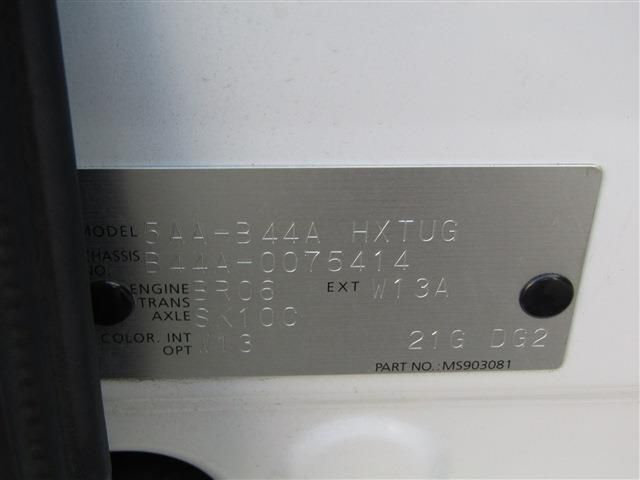 MODEL 5AA-B44A HXTUG
CHASSIS NO. B44A-0075414
ENGINE BR06 EXT W13A
TRANS AXLE SX10C
COLOR. INT OPT W13 21G DG2
PART NO.:MS903081